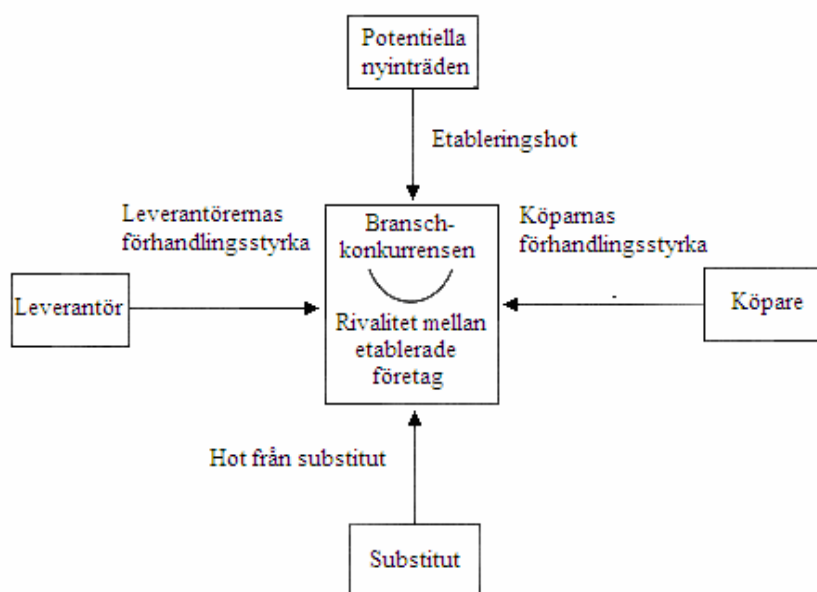 Potentiella
nyinträden
Etableringshot
Leverantörernas
förhandlingsstyrka
Bransch-
konkurrensen
Köparnas
förhandlingsstyrka
Leverantör
Rivalitet mellan
etablerade
företag
Köpare
Hot från substitut
Substitut